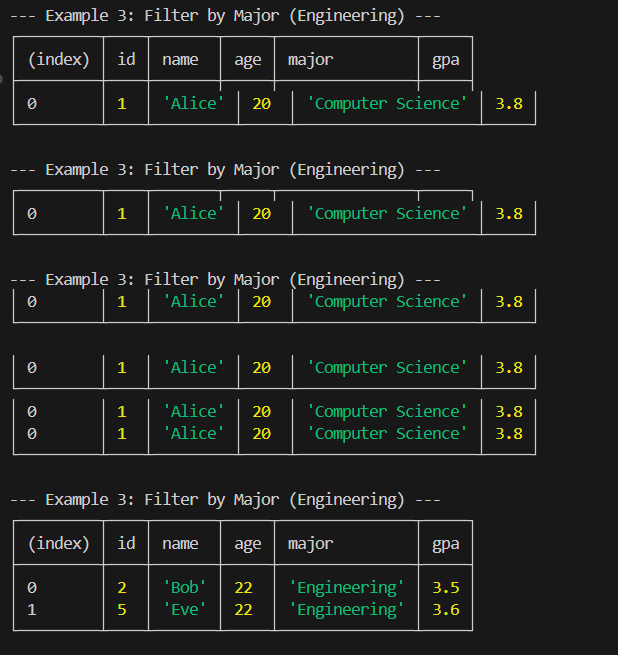 --- Example 3: Filter by Major (Engineering) ---
(index) id name age major gpa
0 1 'Alice' 20 'Computer Science' 3.8
--- Example 3: Filter by Major (Engineering) ---
0 1 'Alice' 20 'Computer Science' 3.8
--- Example 3: Filter by Major (Engineering) ---
0 1 'Alice' 20 'Computer Science' 3.8
0 1 'Alice' 20 'Computer Science' 3.8
0 1 'Alice' 20 'Computer Science' 3.8
0 1 'Alice' 20 'Computer Science' 3.8
--- Example 3: Filter by Major (Engineering) ---
(index) id name age major gpa
0 2 'Bob' 22 'Engineering' 3.5
1 5 'Eve' 22 'Engineering' 3.6